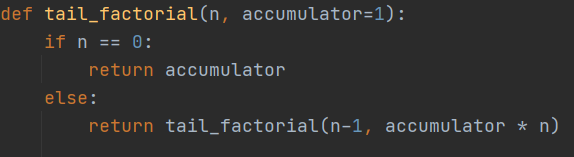 def tail_factorial(n, accumulator=1):
    if n == 0:
        return accumulator
    else:
        return tail_factorial(n-1, accumulator * n)